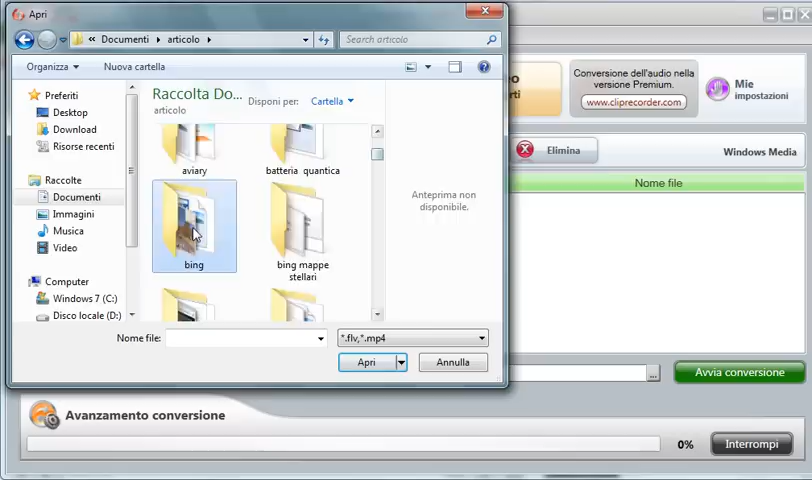 Apri
« Documenti ▸ articolo ▸
Search articolo
Organizza
Nuova cartella
Preferiti
Desktop
Download
Risorse recenti
Raccolte
Documenti
Immagini
Musica
Video
Computer
Windows 7 (C:)
Disco locale (D:)
Raccolta Do...
articolo
Disponi per:
Cartella
aviary
batteria quantica
bing
bing mappe
stellari
Anteprima non
disponibile.
Nome file:
*.flv,*.mp4
Apri
Annulla
Conversione dell'audio nella
versione Premium.
www.cliprecorder.com
Mie
impostazioni
Elimina
Windows Media
Nome file
...
Avvia conversione
Avanzamento conversione
0%
Interrompi